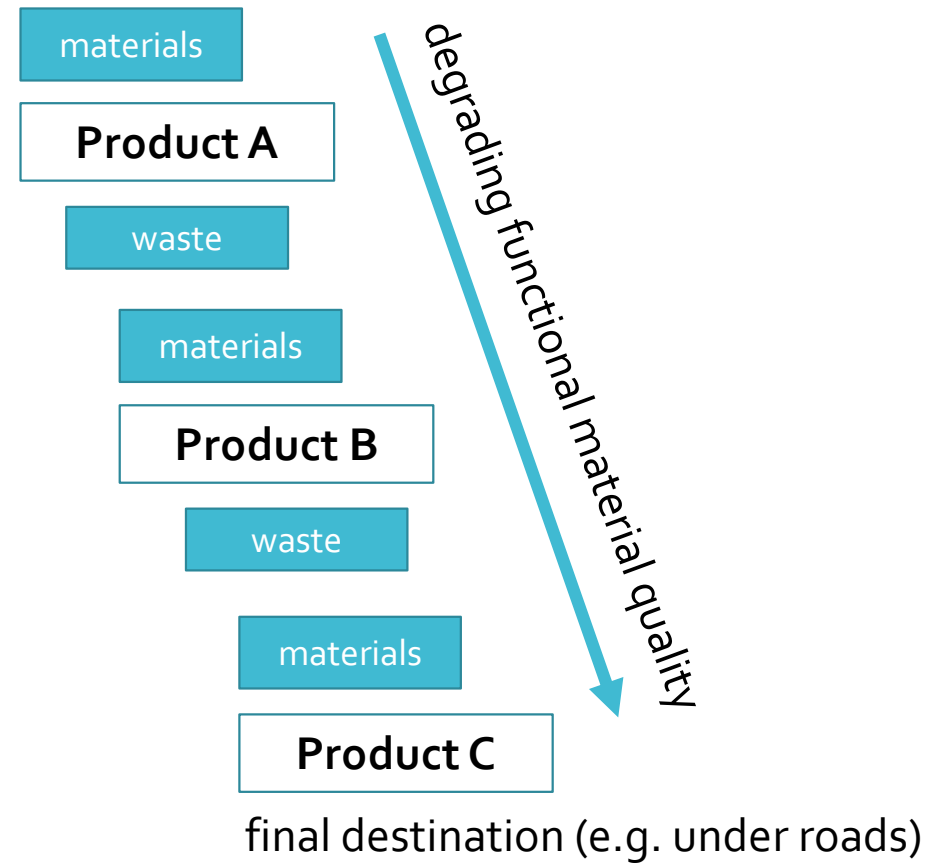 materials
Product A
waste
materials
Product B
waste
materials
Product C
final destination (e.g. under roads)
degrading functional material quality